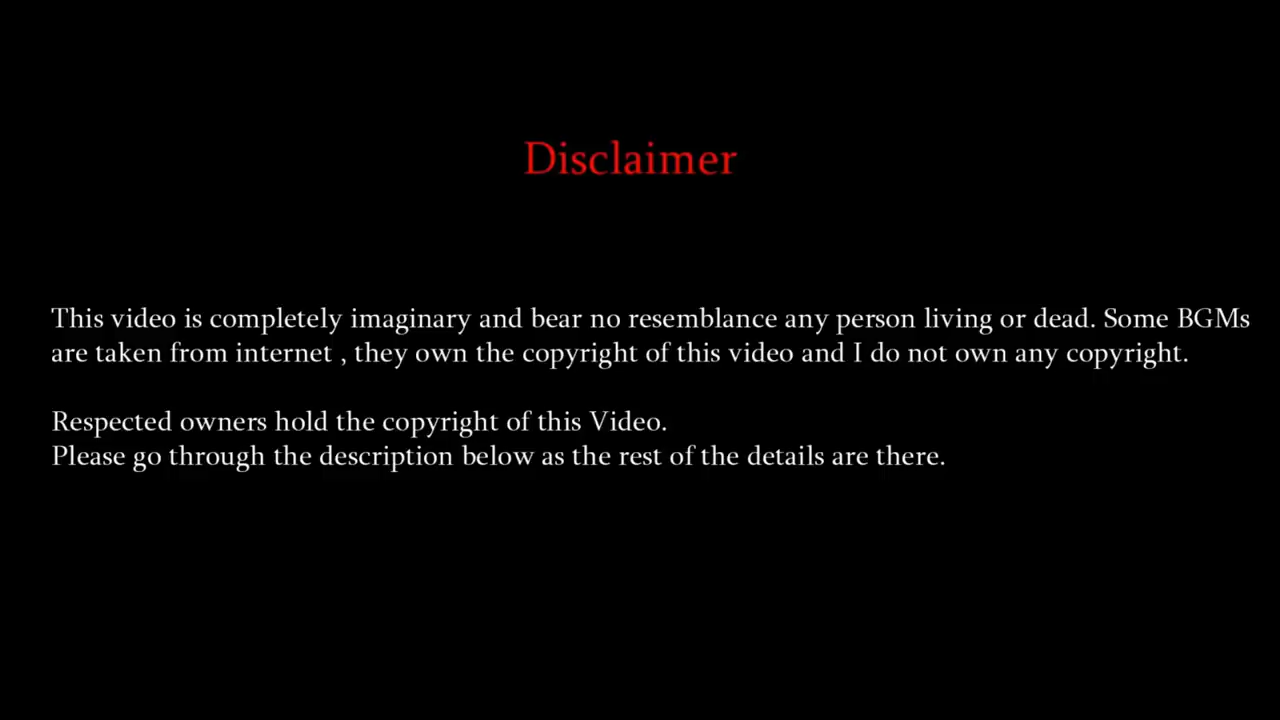 Disclaimer
This video is completely imaginary and bear no resemblance any person living or dead. Some BGMs
are taken from internet , they own the copyright of this video and I do not own any copyright.
Respected owners hold the copyright of this Video.
Please go through the description below as the rest of the details are there.